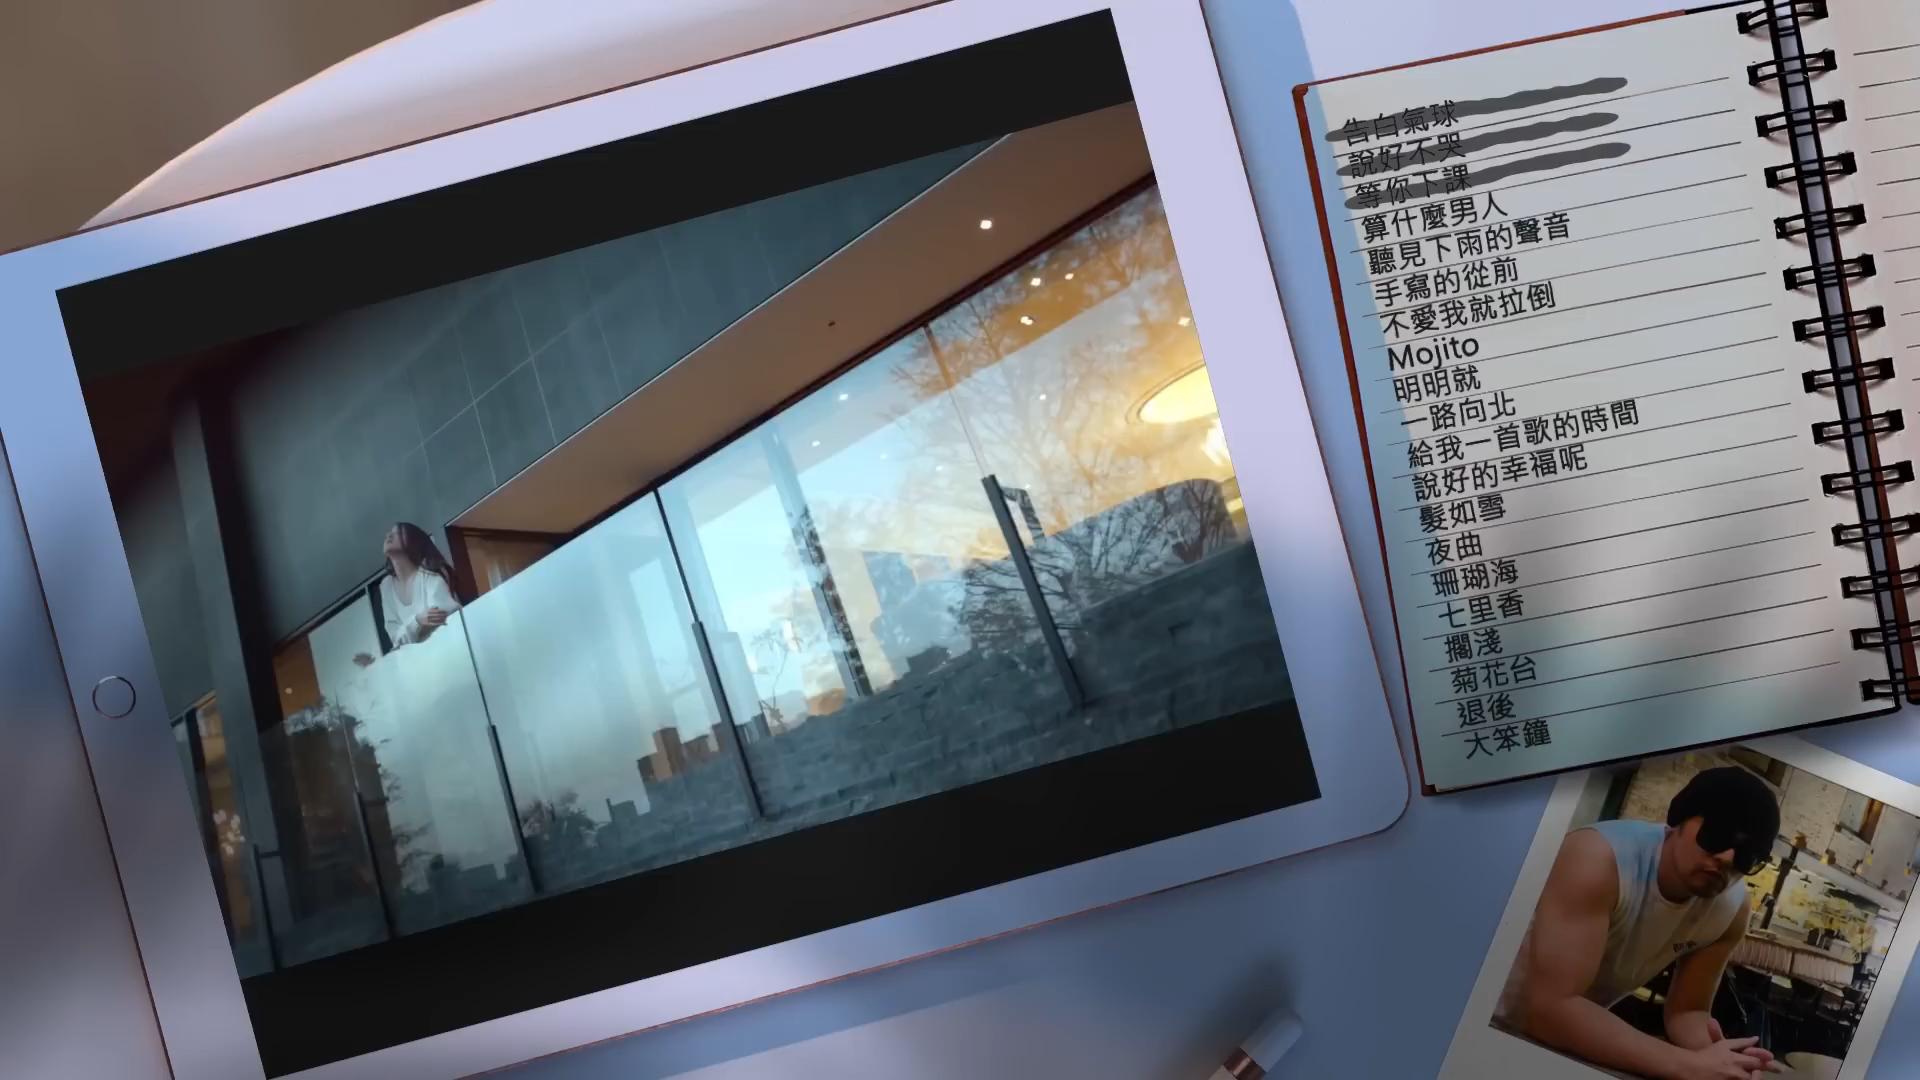 告白氣球
說好不哭
等你下課
算什麼男人
聽見下雨的聲音
手寫的從前
不愛我就拉倒
Mojito
明明就
一路向北
給我一首歌的時間
說好的幸福呢
髮如雪
夜曲
珊瑚海
七里香
擱淺
菊花台
退後
大笨鐘